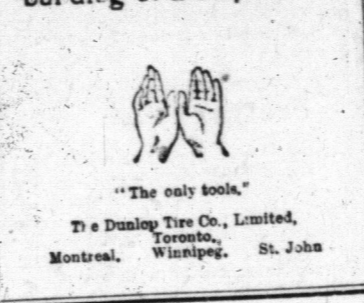 "The only tools."
The Dunlop Tire Co., Limited,
Toronto.,
Montreal. Winnipeg. St. John